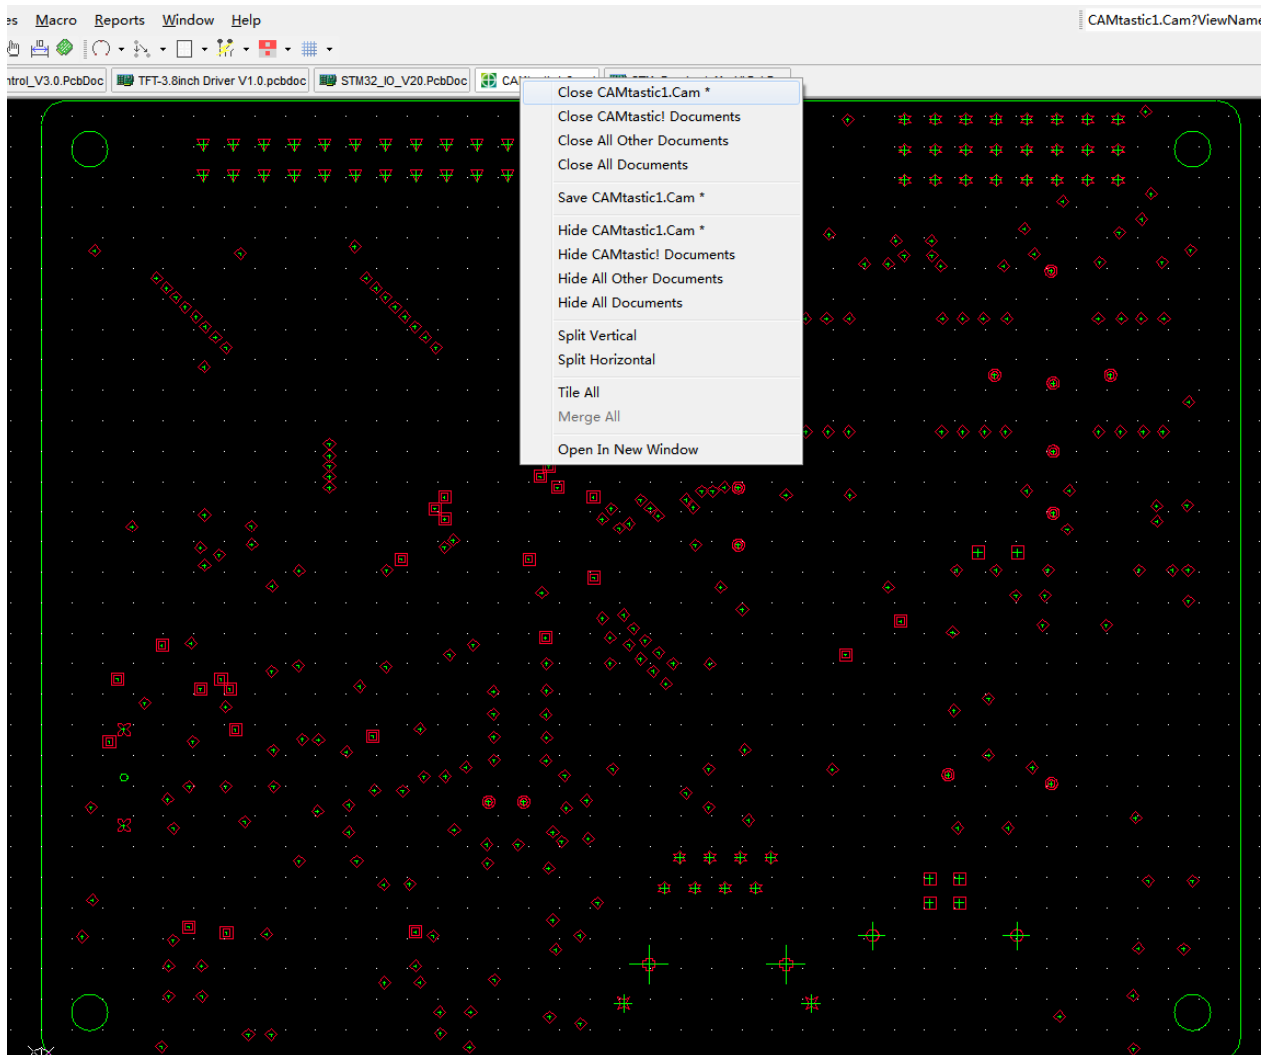 Macro Reports Window Help
CAMtastic1.Cam?ViewName
ntrol_V3.0.PcbDoc TFT-3.8inch Driver V1.0.pcbdoc STM32_IO_V20.PcbDoc
Close CAMtastic1.Cam *
Close CAMtastic! Documents
Close All Other Documents
Close All Documents
Save CAMtastic1.Cam *
Hide CAMtastic1.Cam *
Hide CAMtastic! Documents
Hide All Other Documents
Hide All Documents
Split Vertical
Split Horizontal
Tile All
Merge All
Open In New Window